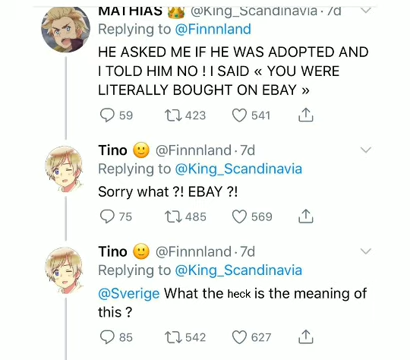 MATHIAS 👑 @King_Scandinavia · 7d
Replying to @Finnnland
HE ASKED ME IF HE WAS ADOPTED AND
I TOLD HIM NO ! I SAID « YOU WERE
LITERALLY BOUGHT ON EBAY »
59 423 541
Tino 🙂 @Finnnland · 7d
Replying to @King_Scandinavia
Sorry what ?! EBAY ?!
75 485 569
Tino 🙂 @Finnnland · 7d
Replying to @King_Scandinavia
@Sverige What the heck is the meaning of
this ?
85 542 627